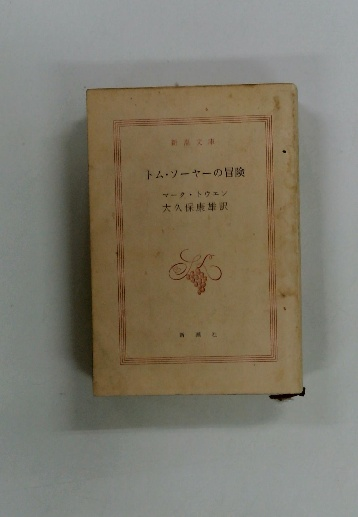 新潮文庫
トム・ソーヤーの冒険
マーク・トウエン
大久保康雄訳
新潮社